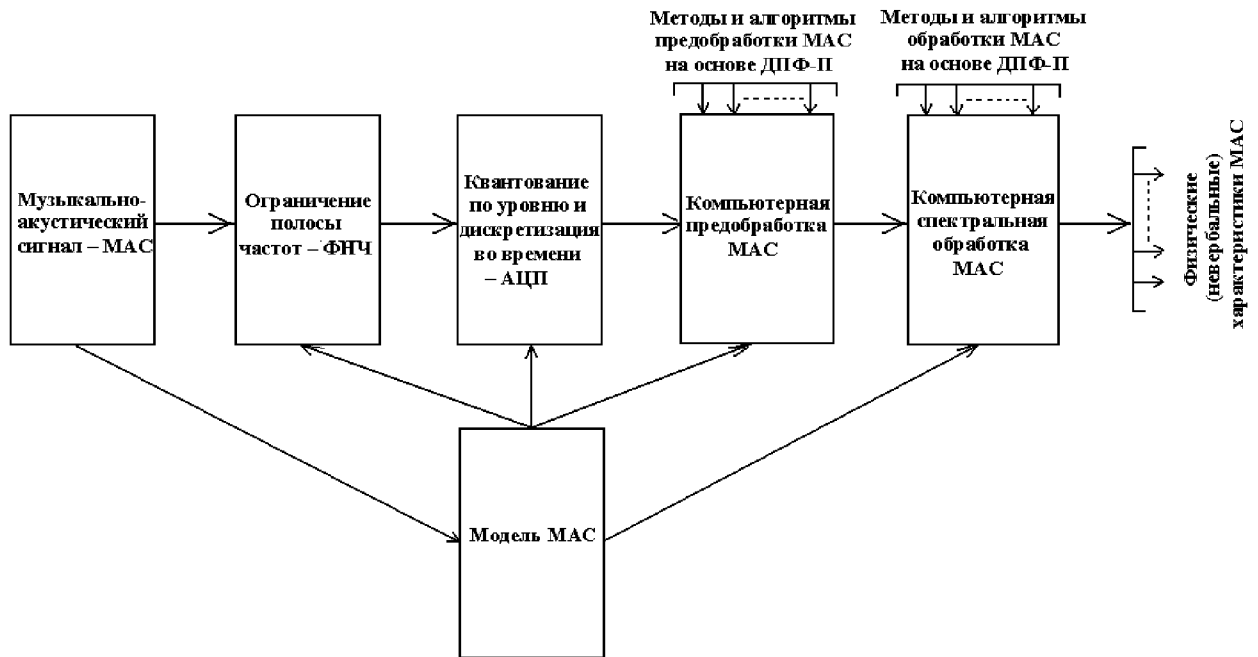 Методы и алгоритмы
предобработки МАС
на основе ДПФ-П
Методы и алгоритмы
обработки МАС
на основе ДПФ-П
Музыкально-
акустический
сигнал – МАС
Ограничение
полосы
частот – ФНЧ
Квантование
по уровню и
дискретизация
во времени
– АЦП
Компьютерная
предобработка
МАС
Компьютерная
спектральная
обработка
МАС
Физические
(невербальные)
характеристики МАС
Модель МАС